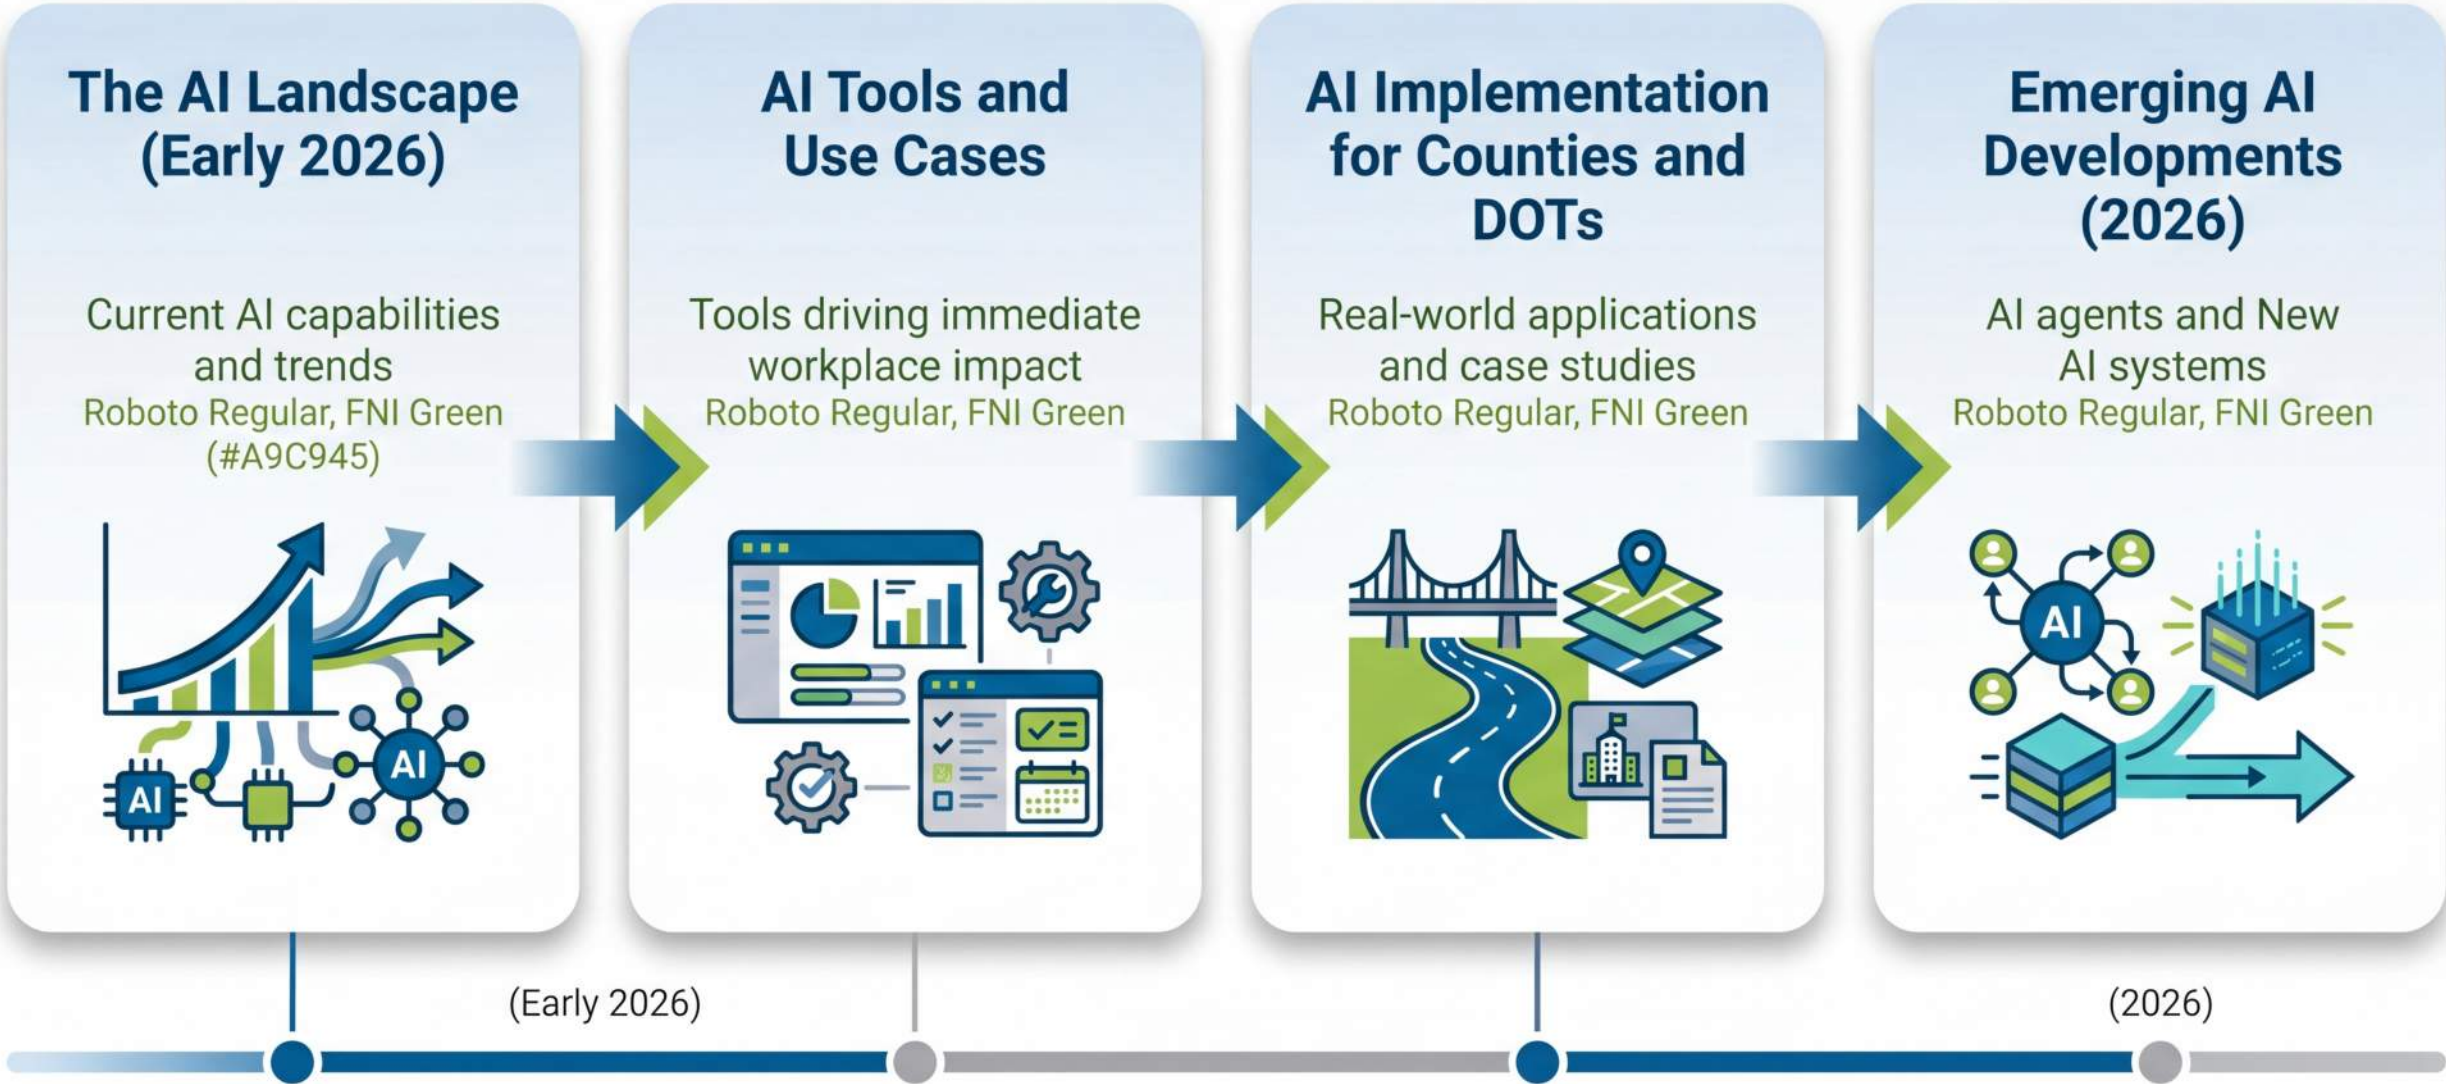 The AI Landscape
(Early 2026)
Current AI capabilities
and trends
Roboto Regular, FNI Green
(#A9C945)
AI
AI
AI Tools and
Use Cases
Tools driving immediate
workplace impact
Roboto Regular, FNI Green
AI Implementation
for Counties and
DOTs
Real-world applications
and case studies
Roboto Regular, FNI Green
Emerging AI
Developments
(2026)
AI agents and New
AI systems
Roboto Regular, FNI Green
AI
(Early 2026)
(2026)